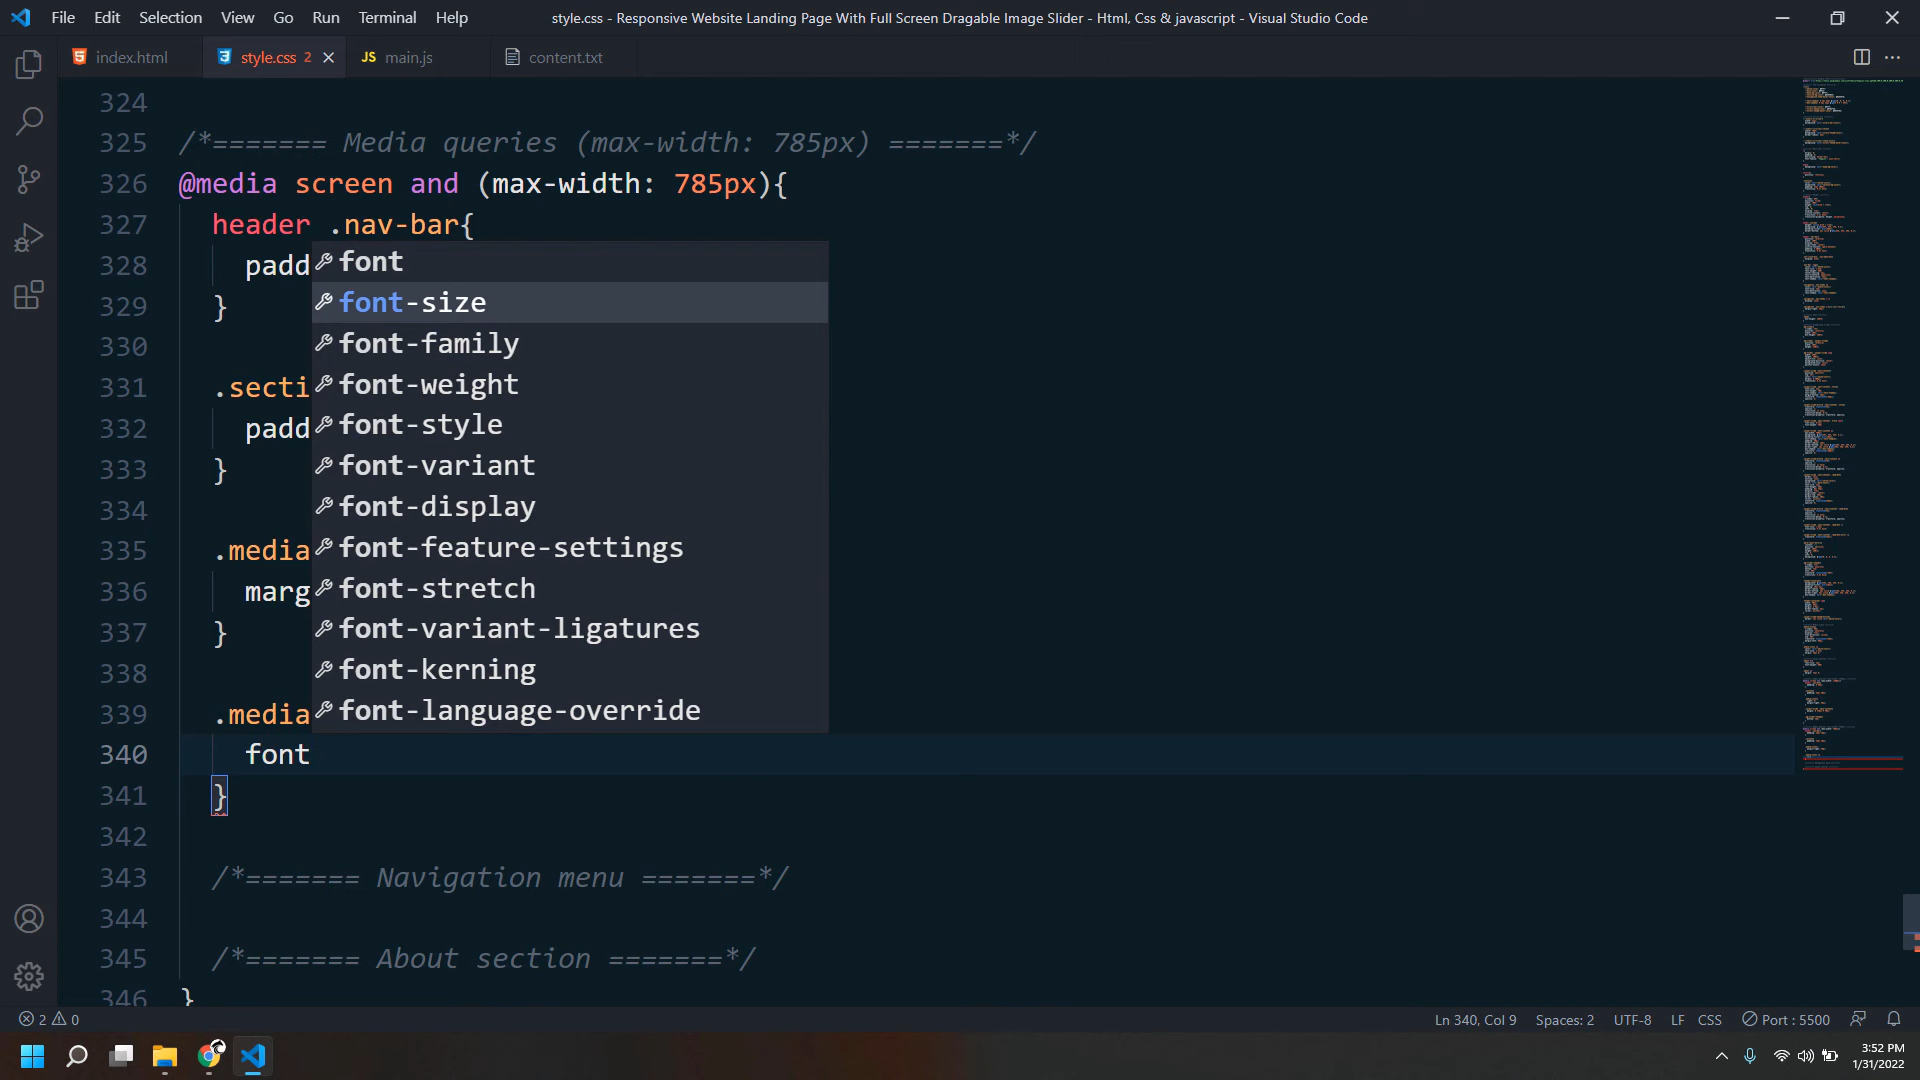 File Edit Selection View Go Run Terminal Help style.css - Responsive Website Landing Page With Full Screen Dragable Image Slider - Html, Css & javascript - Visual Studio Code
index.html style.css 2 JS main.js content.txt
324
325 /*======= Media queries (max-width: 785px) =======*/
326 @media screen and (max-width: 785px){
327 header .nav-bar{
font
328 padd
font-size
329 }
font-family
330
331 .secti
font-weight
332 padd
font-style
333 }
font-variant
334
font-display
335 .media
font-feature-settings
336 marg
font-stretch
337 }
font-variant-ligatures
338
font-kerning
339 .media
font-language-override
340 font
341 }
342
343 /*======= Navigation menu =======*/
344
345 /*======= About section =======*/
346 }
2 0 Ln 340, Col 9 Spaces: 2 UTF-8 LF CSS Port : 5500
3:52 PM
1/31/2022